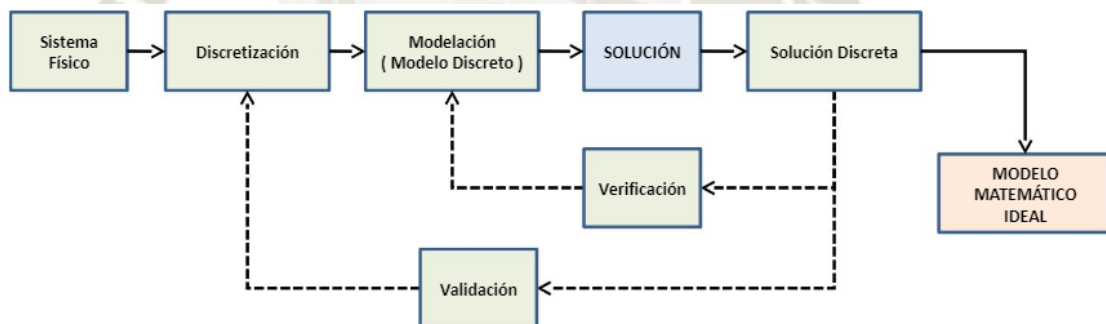 Sistema
Físico
Discretización
Modelación
( Modelo Discreto )
SOLUCIÓN
Solución Discreta
MODELO
MATEMÁTICO
IDEAL
Verificación
Validación